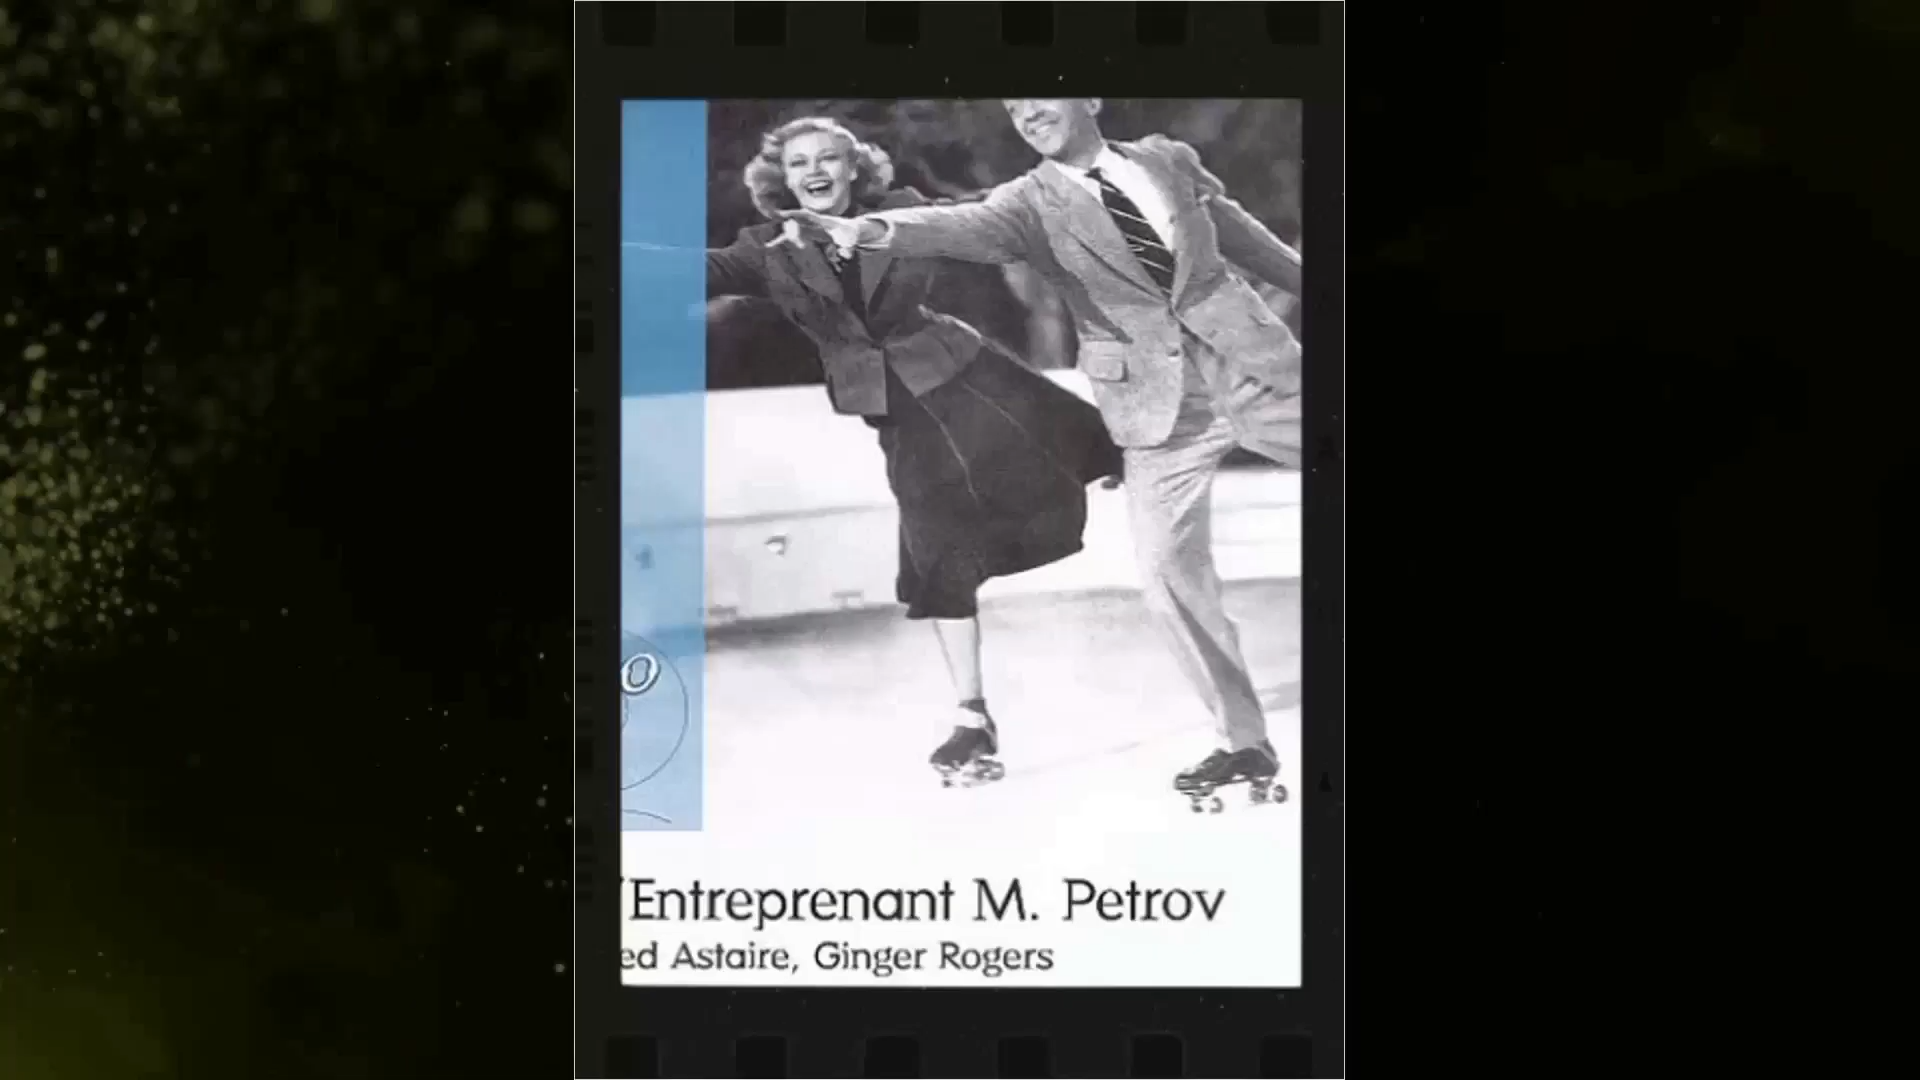 o
'Entreprenant M. Petrov
ed Astaire, Ginger Rogers